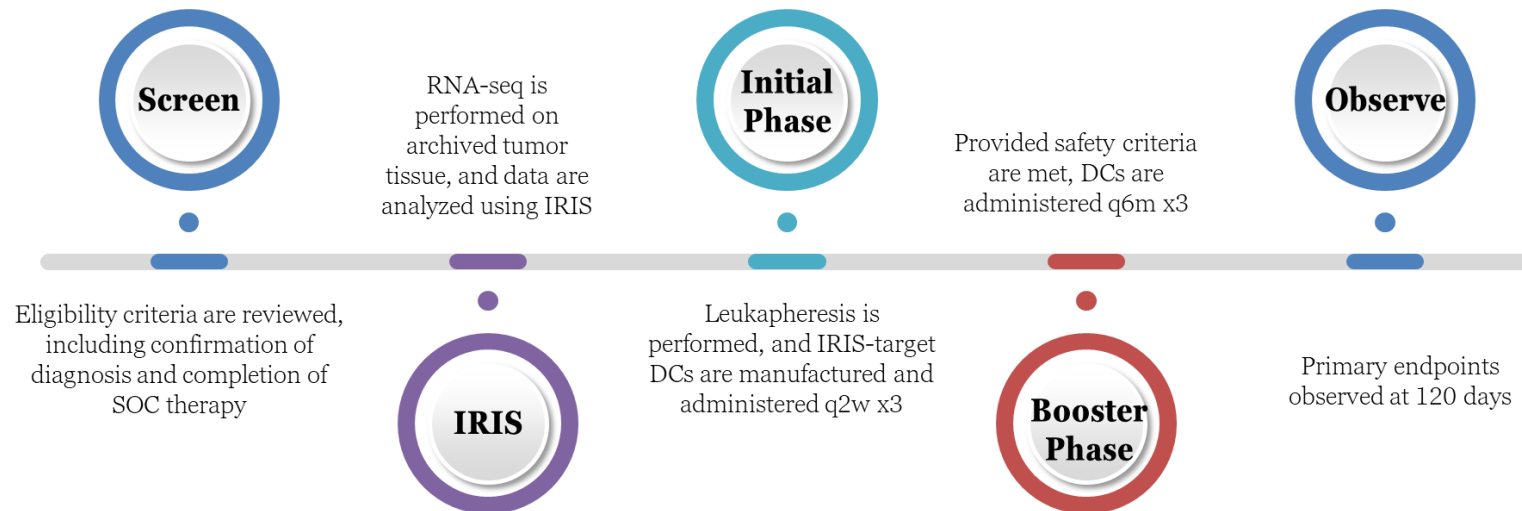 Screen
Eligibility criteria are reviewed,
including confirmation of
diagnosis and completion of
SOC therapy
RNA-seq is
performed on
archived tumor
tissue, and data are
analyzed using IRIS
IRIS
Initial
Phase
Leukapheresis is
performed, and IRIS-target
DCs are manufactured and
administered q2w x3
Provided safety criteria
are met, DCs are
administered q6m x3
Booster
Phase
Observe
Primary endpoints
observed at 120 days